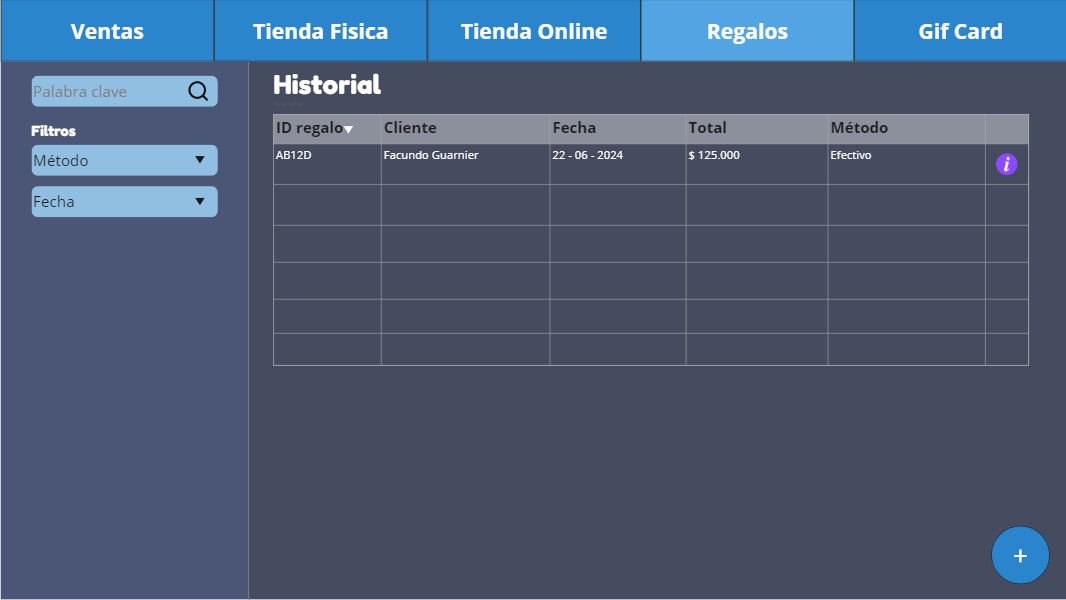 Ventas Tienda Fisica Tienda Online Regalos Gif Card
Palabra clave
Filtros
Método
Fecha
Historial
ID regalo Cliente Fecha Total Método
AB12D Facundo Guarnier 22 - 06 - 2024 $ 125.000 Efectivo i
+